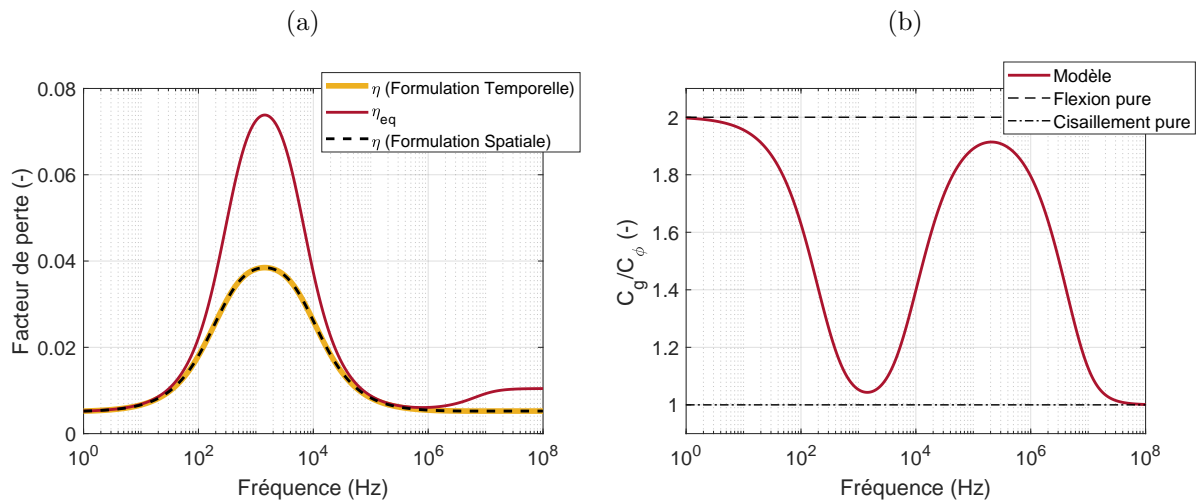 (a)
0.08
0.06
0.04
0.02
0
10^0
10^2
10^4
10^6
10^8
Facteur de perte (-)
Fréquence (Hz)
η (Formulation Temporelle)
η_eq
η (Formulation Spatiale)
(b)
2
1.8
1.6
1.4
1.2
1
10^0
10^2
10^4
10^6
10^8
C_g/C_ϕ (-)
Fréquence (Hz)
Modèle
Flexion pure
Cisaillement pure